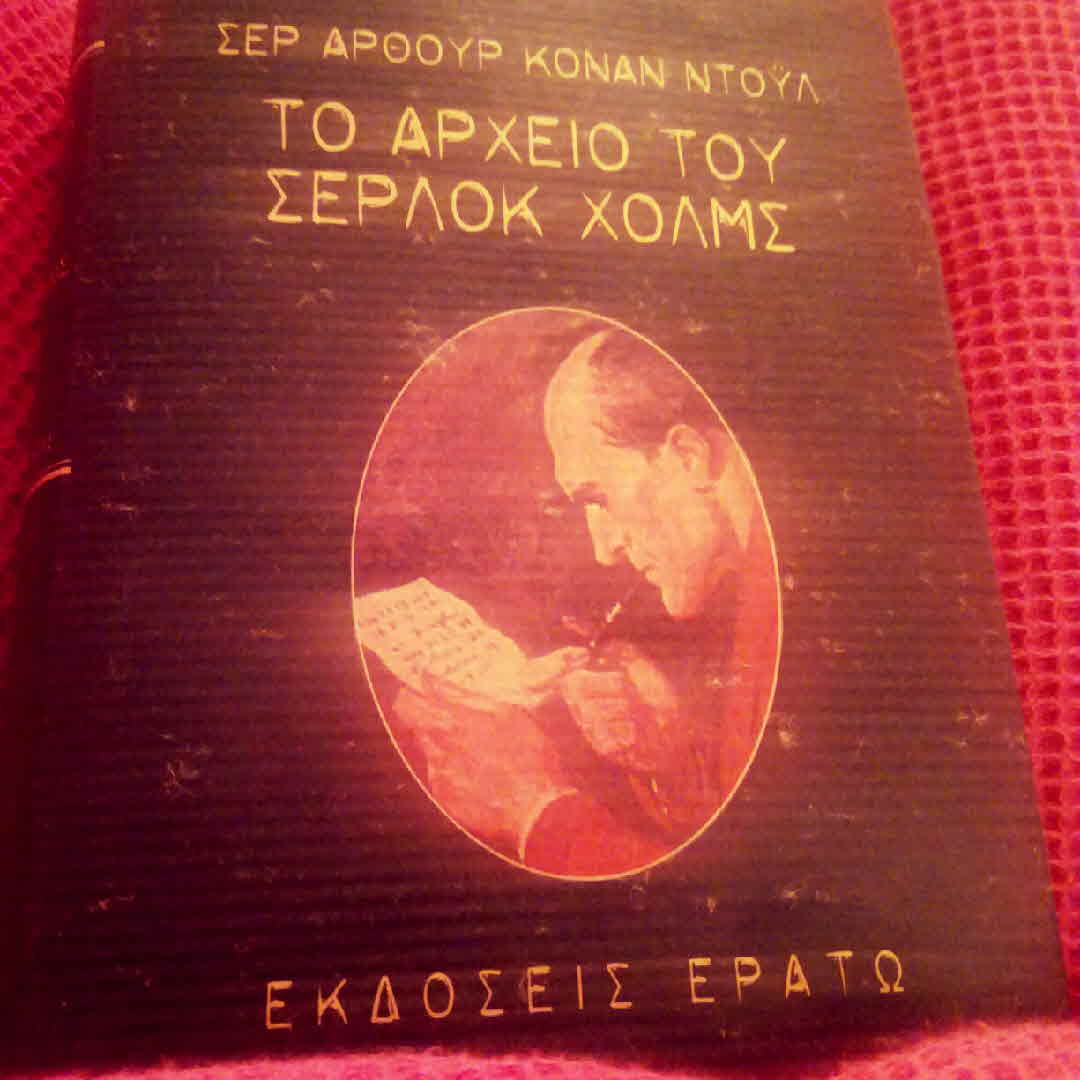 ΣΕΡ ΑΡΘΟΥΡ ΚΟΝΑΝ ΝΤΟΫΛ
ΤΟ ΑΡΧΕΙΟ ΤΟΥ
ΣΕΡΛΟΚ ΧΟΛΜΣ
ΕΚΔΟΣΕΙΣ ΕΡΑΤΩ